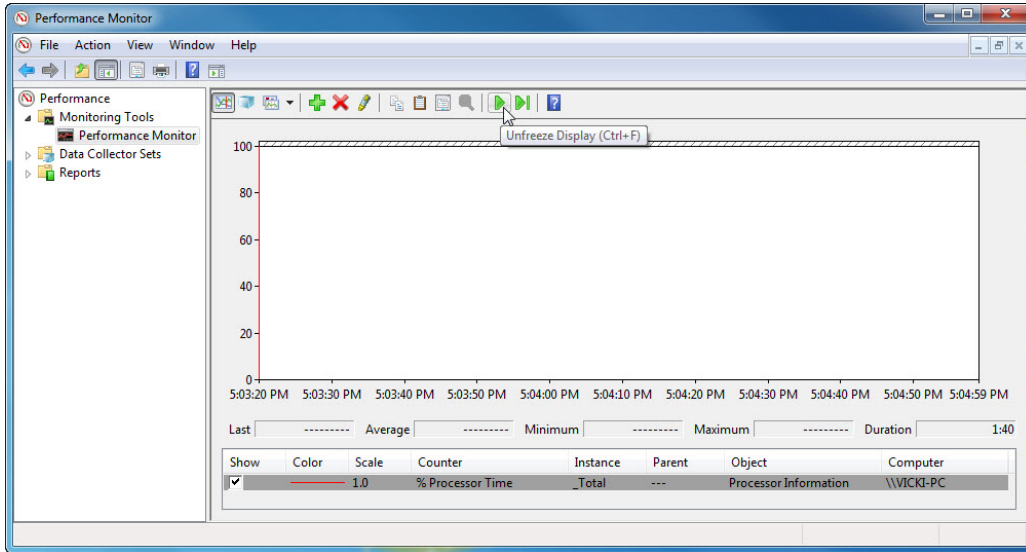 Performance Monitor
File Action View Window Help
Performance
Monitoring Tools
Performance Monitor
Data Collector Sets
Reports
Unfreeze Display (Ctrl+F)
100
80
60
40
20
0
5:03:20 PM 5:03:30 PM 5:03:40 PM 5:03:50 PM 5:04:00 PM 5:04:10 PM 5:04:20 PM 5:04:30 PM 5:04:40 PM 5:04:50 PM 5:04:59 PM
Last --------- Average --------- Minimum --------- Maximum --------- Duration 1:40
Show Color Scale Counter Instance Parent Object Computer
1.0 % Processor Time _Total --- Processor Information \\VICKI-PC